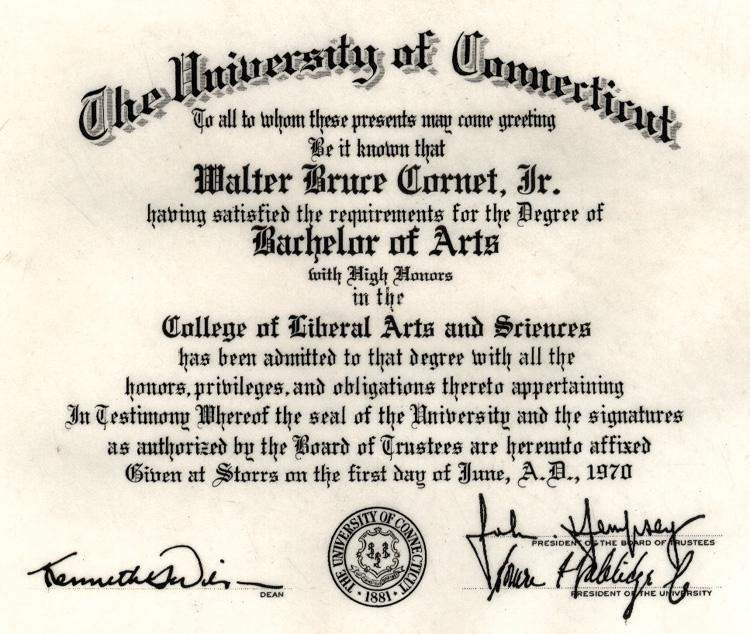 The University of Connecticut
To all to whom these presents may come greeting
Be it known that
Walter Bruce Cornet, Jr.
having satisfied the requirements for the Degree of
Bachelor of Arts
with High Honors
in the
College of Liberal Arts and Sciences
has been admitted to that degree with all the
honors, privileges, and obligations thereto appertaining
In Testimony Whereof the seal of the University and the signatures
as authorized by the Board of Trustees are hereunto affixed
Given at Storrs on the first day of June, A.D., 1970
THE UNIVERSITY OF CONNECTICUT
· 1881 ·
John Dempsey
PRESIDENT OF THE BOARD OF TRUSTEES
Kenneth
DEAN
PRESIDENT OF THE UNIVERSITY